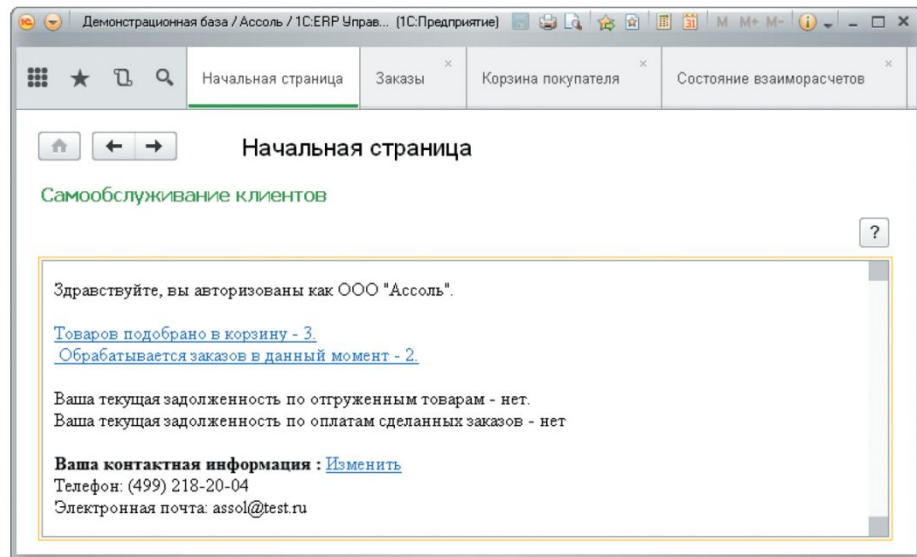 Демонстрационная база / Ассоль / 1С:ERP Управ... (1С:Предприятие) M M+ M-
Начальная страница Заказы Корзина покупателя Состояние взаиморасчетов
Начальная страница
Самообслуживание клиентов
?
Здравствуйте, вы авторизованы как ООО "Ассоль".
Товаров подобрано в корзину - 3.
Обрабатывается заказов в данный момент - 2.
Ваша текущая задолженность по отгруженным товарам - нет.
Ваша текущая задолженность по оплатам сделанных заказов - нет
Ваша контактная информация : Изменить
Телефон: (499) 218-20-04
Электронная почта: assol@test.ru